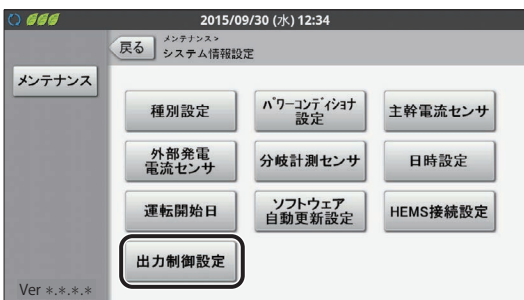 2015/09/30 (水) 12:34
戻る
メンテナンス>
システム情報設定
メンテナンス
種別設定
パワーコンディショナ
設定
主幹電流センサ
外部発電
電流センサ
分岐計測センサ
日時設定
運転開始日
ソフトウェア
自動更新設定
HEMS接続設定
出力制御設定
Ver *.*.*.*